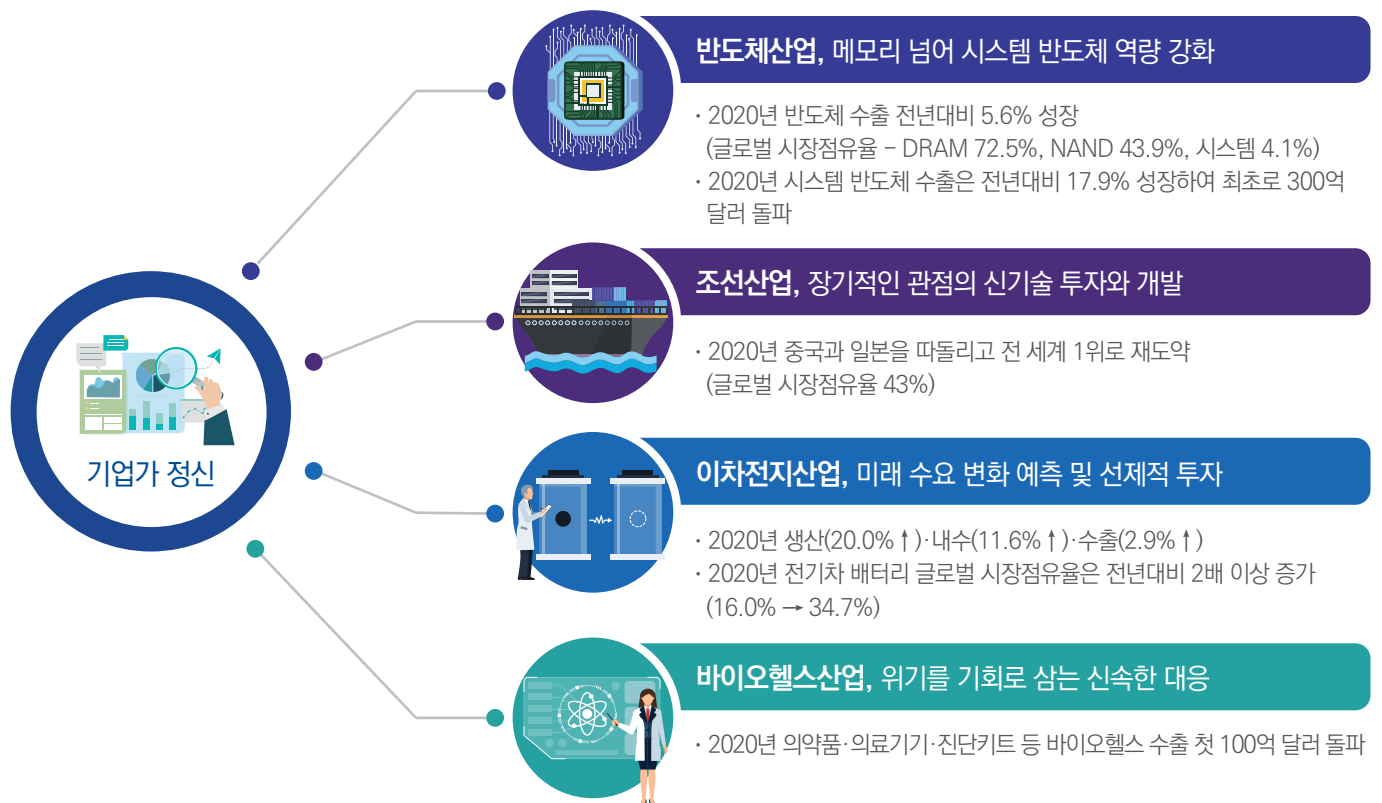 기업가 정신
반도체산업, 메모리 넘어 시스템 반도체 역량 강화
· 2020년 반도체 수출 전년대비 5.6% 성장
(글로벌 시장점유율 – DRAM 72.5%, NAND 43.9%, 시스템 4.1%)
· 2020년 시스템 반도체 수출은 전년대비 17.9% 성장하여 최초로 300억
달러 돌파
조선산업, 장기적인 관점의 신기술 투자와 개발
· 2020년 중국과 일본을 따돌리고 전 세계 1위로 재도약
(글로벌 시장점유율 43%)
이차전지산업, 미래 수요 변화 예측 및 선제적 투자
· 2020년 생산(20.0%↑)·내수(11.6%↑)·수출(2.9%↑)
· 2020년 전기차 배터리 글로벌 시장점유율은 전년대비 2배 이상 증가
(16.0% → 34.7%)
바이오헬스산업, 위기를 기회로 삼는 신속한 대응
· 2020년 의약품·의료기기·진단키트 등 바이오헬스 수출 첫 100억 달러 돌파